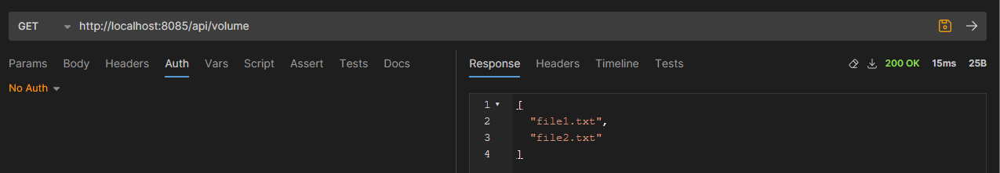 GET http://localhost:8085/api/volume
Params Body Headers Auth Vars Script Assert Tests Docs
No Auth
Response Headers Timeline Tests 200 OK 15ms 25B
1 [
2 "file1.txt",
3 "file2.txt"
4 ]